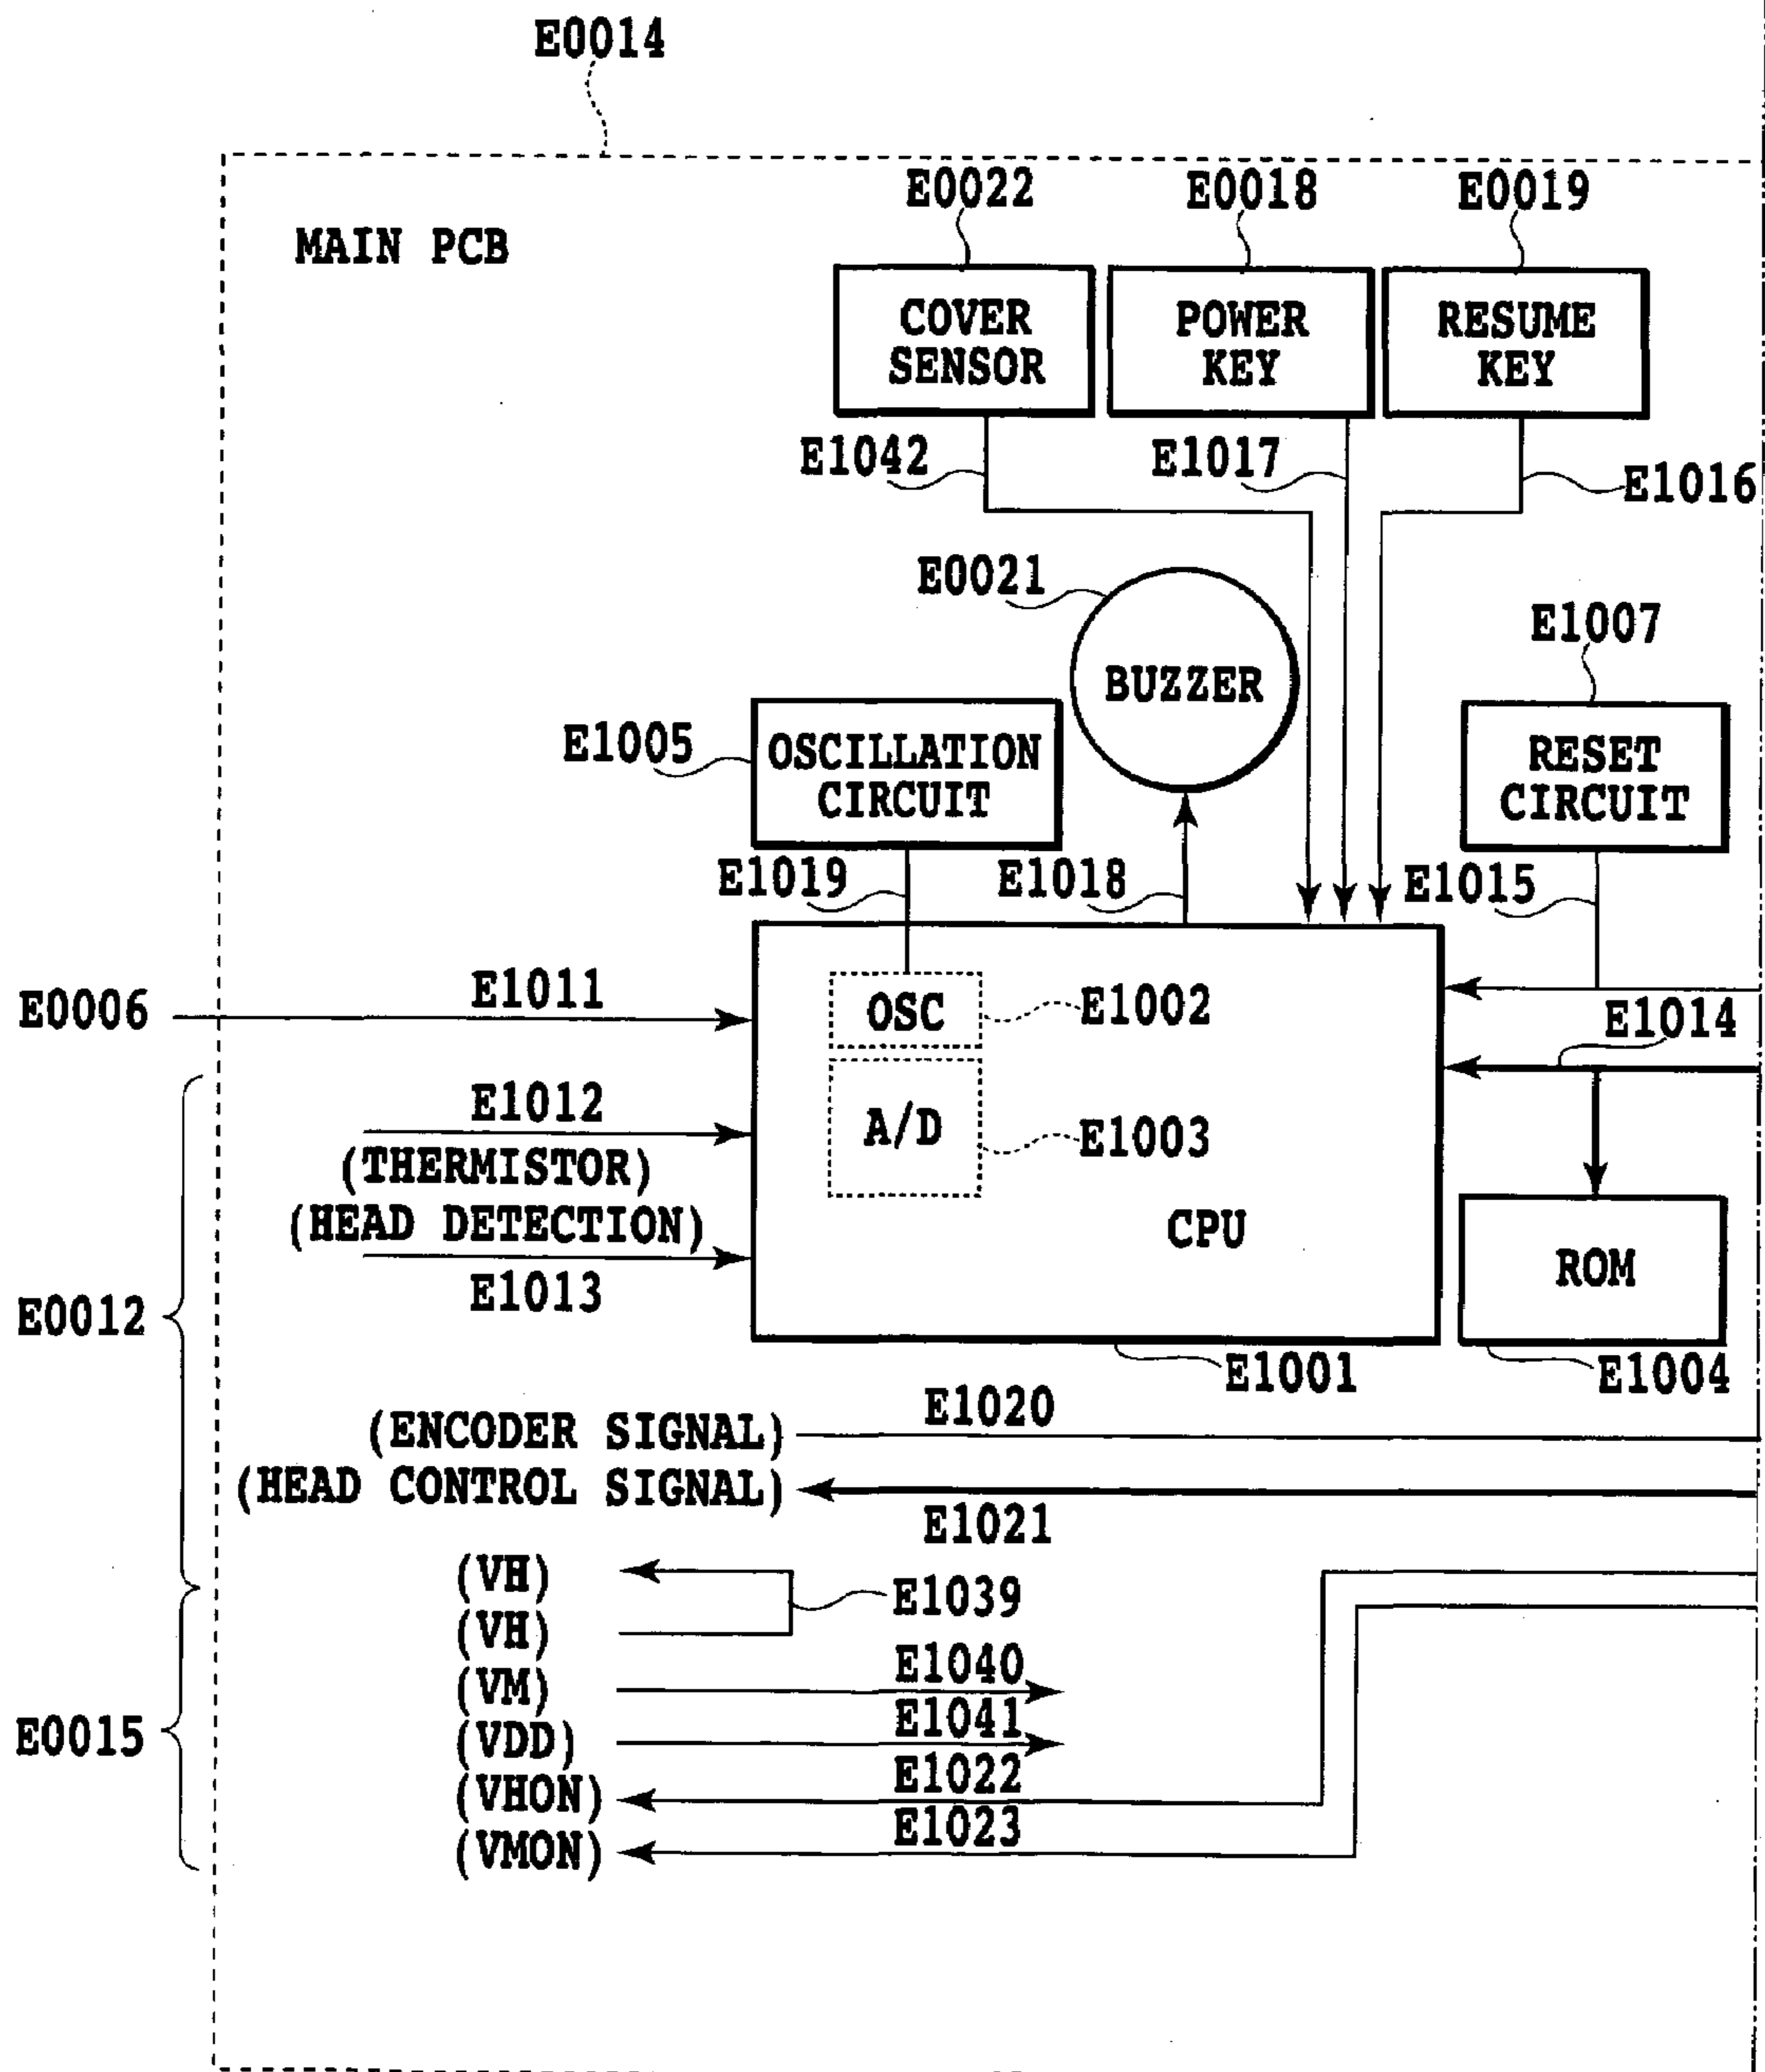 E0014
MAIN PCB
E0022
E0018
E0019
COVER
SENSOR
POWER
KEY
RESUME
KEY
E1042
E1017
E1016
E0021
BUZZER
E1007
E1005
OSCILLATION
CIRCUIT
RESET
CIRCUIT
E1019
E1018
E1015
E0006
E1011
OSC
E1002
E1014
E1012
(THERMISTOR)
A/D
E1003
(HEAD DETECTION)
E1013
CPU
ROM
E0012
E1001
E1004
(ENCODER SIGNAL)
E1020
(HEAD CONTROL SIGNAL)
E1021
(VH)
E1039
(VH)
(VM)
E1040
E0015
(VDD)
E1041
(VHON)
E1022
(VMON)
E1023